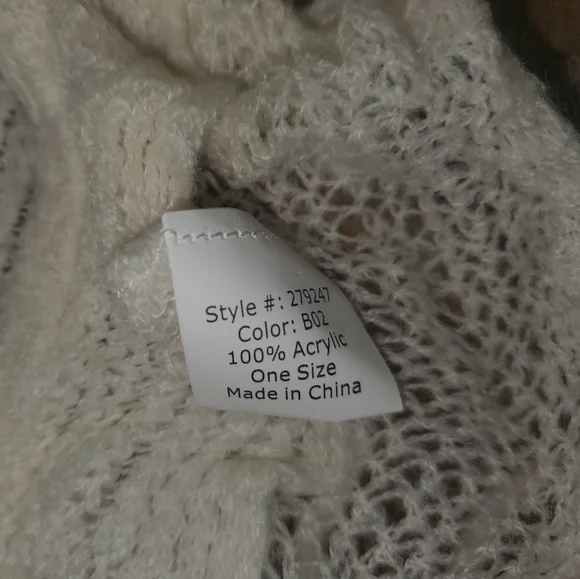 Style #: 279247
Color: B02
100% Acrylic
One Size
Made in China